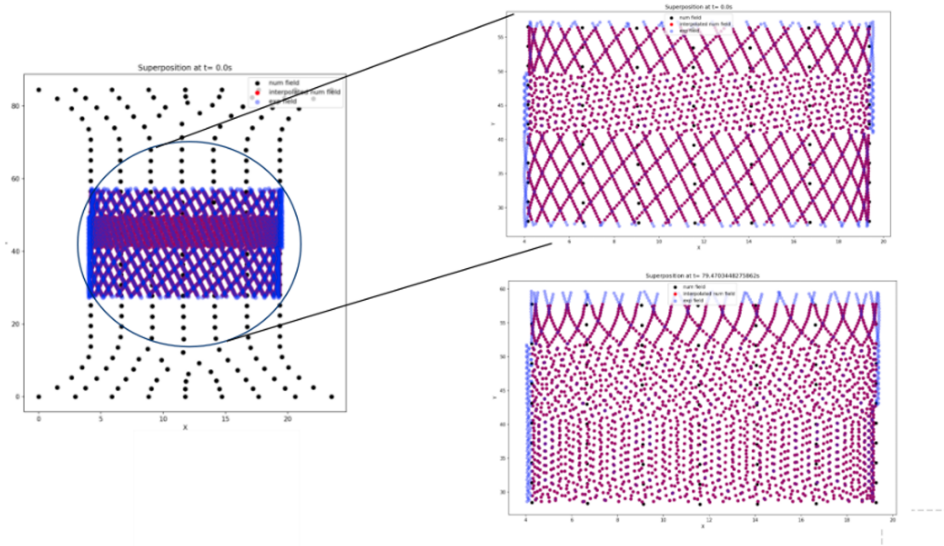 Superposition at t= 0.0s
num field
interpolated num field
exp field
80
60
40
20
0
0 5 10 15 20
X
Superposition at t= 0.0s
num field
interpolated num field
exp field
55
50
45
40
35
30
Y
4 6 8 10 12 14 16 18 20
X
Superposition at t= 79.4703448275862s
num field
interpolated num field
exp field
60
55
50
45
40
35
30
Y
4 6 8 10 12 14 16 18 20
X